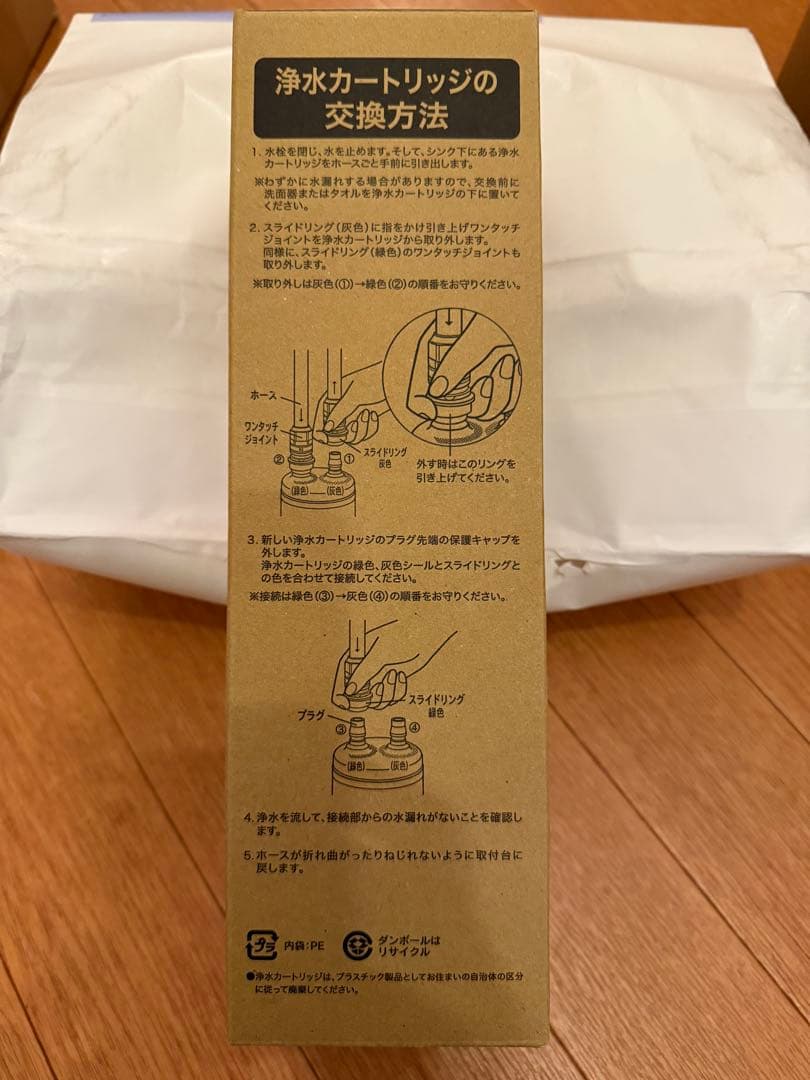 浄水カートリッジの
交換方法
1. 水栓を閉じ、水を止めます。そして、シンク下にある浄水
カートリッジをホースごと手前に引き出します。
※わずかに水漏れする場合がありますので、交換前に
洗面器またはタオルを浄水カートリッジの下に置いて
ください。
2. スライドリング(灰色)に指をかけ引き上げワンタッチ
ジョイントを浄水カートリッジから取り外します。
同様に、スライドリング(緑色)のワンタッチジョイントも
取り外します。
※取り外しは灰色(①)→緑色(②)の順番をお守りください。
ホース
ワンタッチ
ジョイント
スライドリング
灰色
②
①
(緑色)
(灰色)
外す時はこのリングを
引き上げてください。
3. 新しい浄水カートリッジのプラグ先端の保護キャップを
外します。
浄水カートリッジの緑色、灰色シールとスライドリングと
の色を合わせて接続してください。
※接続は緑色(③)→灰色(④)の順番をお守りください。
スライドリング
緑色
プラグ
③
④
(緑色)
(灰色)
4. 浄水を流して、接続部からの水漏れがないことを確認し
ます。
5. ホースが折れ曲がったりねじれないように取付台に
戻します。
プラ
内袋:PE
ダンボールは
リサイクル
●浄水カートリッジは、プラスチック製品としてお住まいの自治体の区分
に従って廃棄してください。